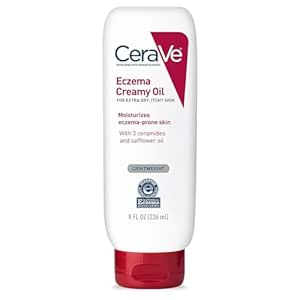 CeraVe
Eczema
Creamy Oil
FOR EXTRA DRY, ITCHY SKIN
Moisturizes
eczema-prone skin
With 3 ceramides
and safflower oil
LIGHTWEIGHT
8 FL OZ (236 ml)